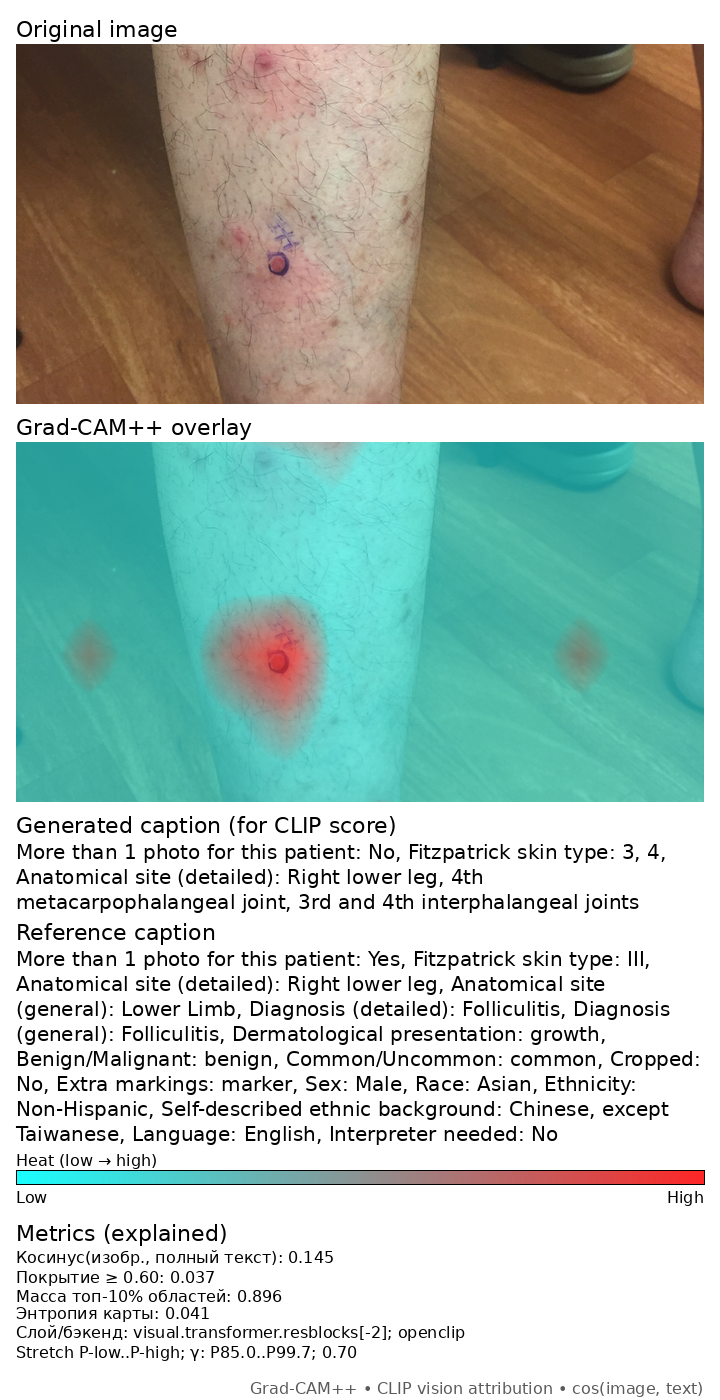 Original image
Grad-CAM++ overlay
Generated caption (for CLIP score)
More than 1 photo for this patient: No, Fitzpatrick skin type: 3, 4,
Anatomical site (detailed): Right lower leg, 4th
metacarpophalangeal joint, 3rd and 4th interphalangeal joints
Reference caption
More than 1 photo for this patient: Yes, Fitzpatrick skin type: III,
Anatomical site (detailed): Right lower leg, Anatomical site
(general): Lower Limb, Diagnosis (detailed): Folliculitis, Diagnosis
(general): Folliculitis, Dermatological presentation: growth,
Benign/Malignant: benign, Common/Uncommon: common, Cropped:
No, Extra markings: marker, Sex: Male, Race: Asian, Ethnicity:
Non-Hispanic, Self-described ethnic background: Chinese, except
Taiwanese, Language: English, Interpreter needed: No
Heat (low → high)
Low High
Metrics (explained)
Косинус(изобр., полный текст): 0.145
Покрытие ≥ 0.60: 0.037
Масса топ-10% областей: 0.896
Энтропия карты: 0.041
Слой/бэкенд: visual.transformer.resblocks[-2]; openclip
Stretch P-low..P-high; γ: P85.0..P99.7; 0.70
Grad-CAM++ • CLIP vision attribution • cos(image, text)